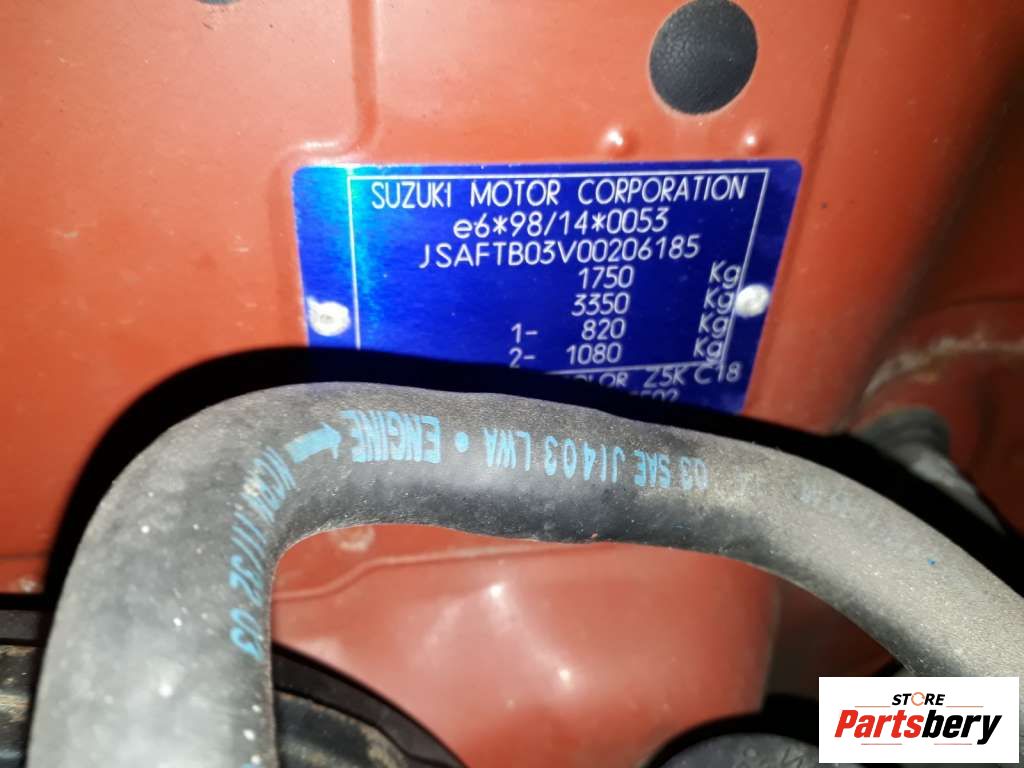 SUZUKI MOTOR CORPORATION
e6*98/14*0053
JSAFTB03V00206185
1750 Kg
3350 Kg
1- 820 Kg
2- 1080 Kg
Z5K C18
ENGINE • LWA J1403 SAE 03
STORE
Partsbery